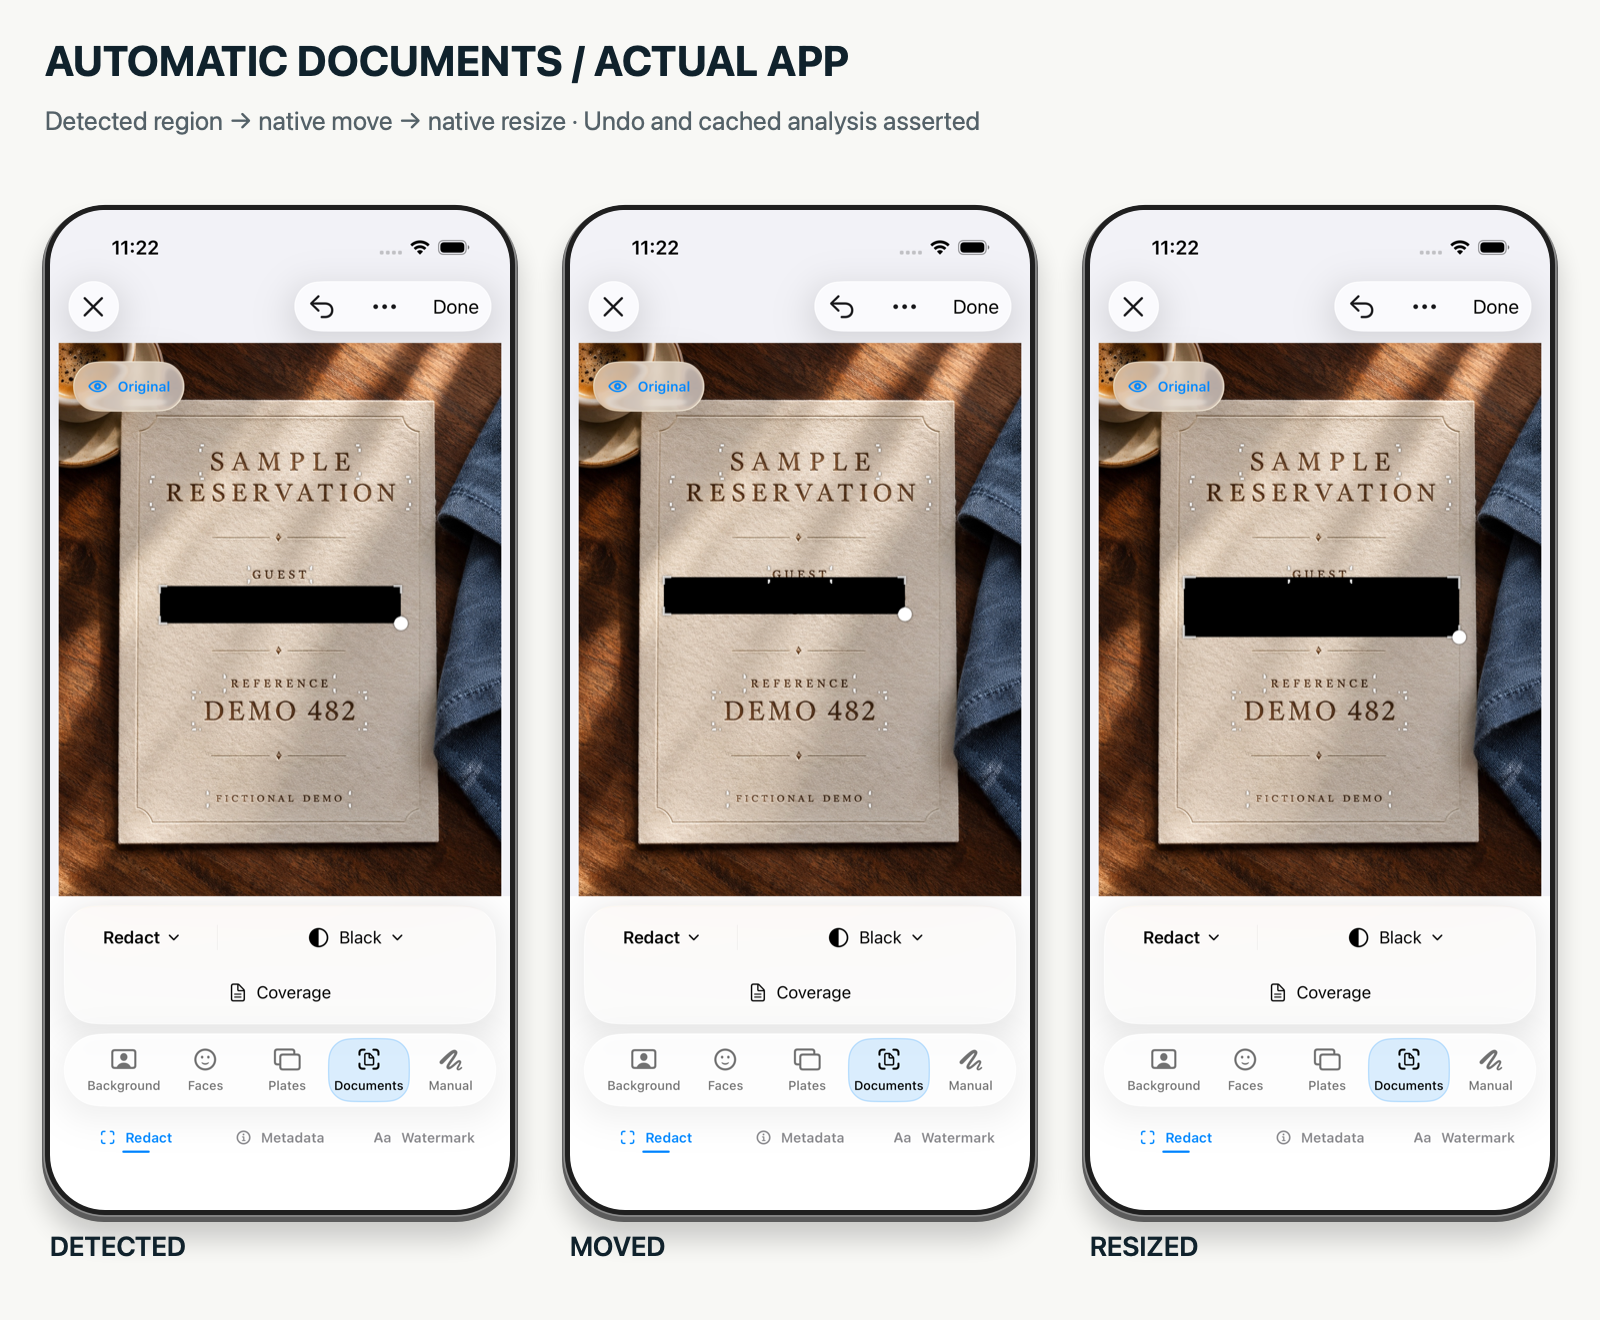 AUTOMATIC DOCUMENTS / ACTUAL APP
Detected region → native move → native resize · Undo and cached analysis asserted
11:22
Done
Original
SAMPLE
RESERVATION
GUEST
REFERENCE
DEMO 482
FICTIONAL DEMO
Redact
Black
Coverage
Background Faces Plates Documents Manual
Redact Metadata Aa Watermark
DETECTED
11:22
Done
Original
SAMPLE
RESERVATION
GUEST
REFERENCE
DEMO 482
FICTIONAL DEMO
Redact
Black
Coverage
Background Faces Plates Documents Manual
Redact Metadata Aa Watermark
MOVED
11:22
Done
Original
SAMPLE
RESERVATION
GUEST
REFERENCE
DEMO 482
FICTIONAL DEMO
Redact
Black
Coverage
Background Faces Plates Documents Manual
Redact Metadata Aa Watermark
RESIZED